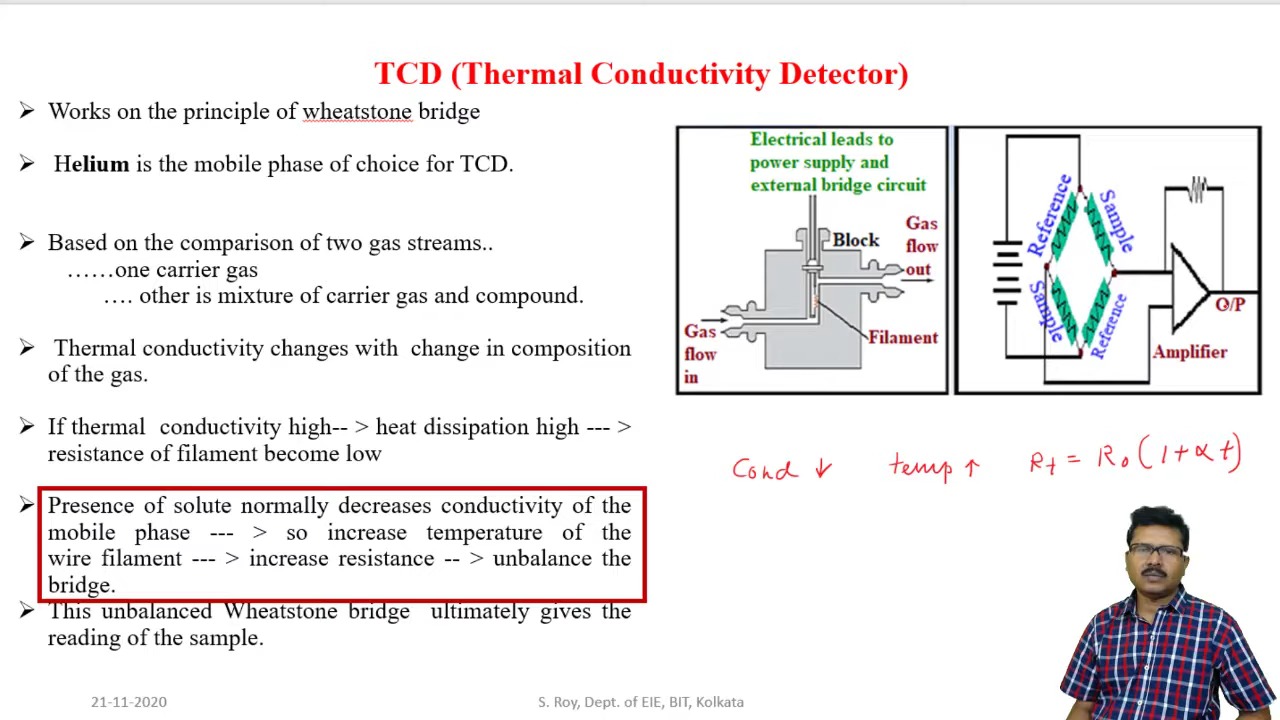 TCD (Thermal Conductivity Detector)
➢ Works on the principle of wheatstone bridge
➢ Helium is the mobile phase of choice for TCD.
➢ Based on the comparison of two gas streams..
……one carrier gas
…. other is mixture of carrier gas and compound.
➢ Thermal conductivity changes with change in composition
of the gas.
➢ If thermal conductivity high-- > heat dissipation high --- >
resistance of filament become low
➢ Presence of solute normally decreases conductivity of the
mobile phase --- > so increase temperature of the
wire filament --- > increase resistance -- > unbalance the
bridge.
➢ This unbalanced Wheatstone bridge ultimately gives the
reading of the sample.
Electrical leads to
power supply and
external bridge circuit
Block
Gas
flow
out
Gas
flow
in
Filament
Reference
Sample
Sample
Reference
O/P
Amplifier
Cond ↓ temp ↑ Rt = Ro (1+αt)
21-11-2020
S. Roy, Dept. of EIE, BIT, Kolkata